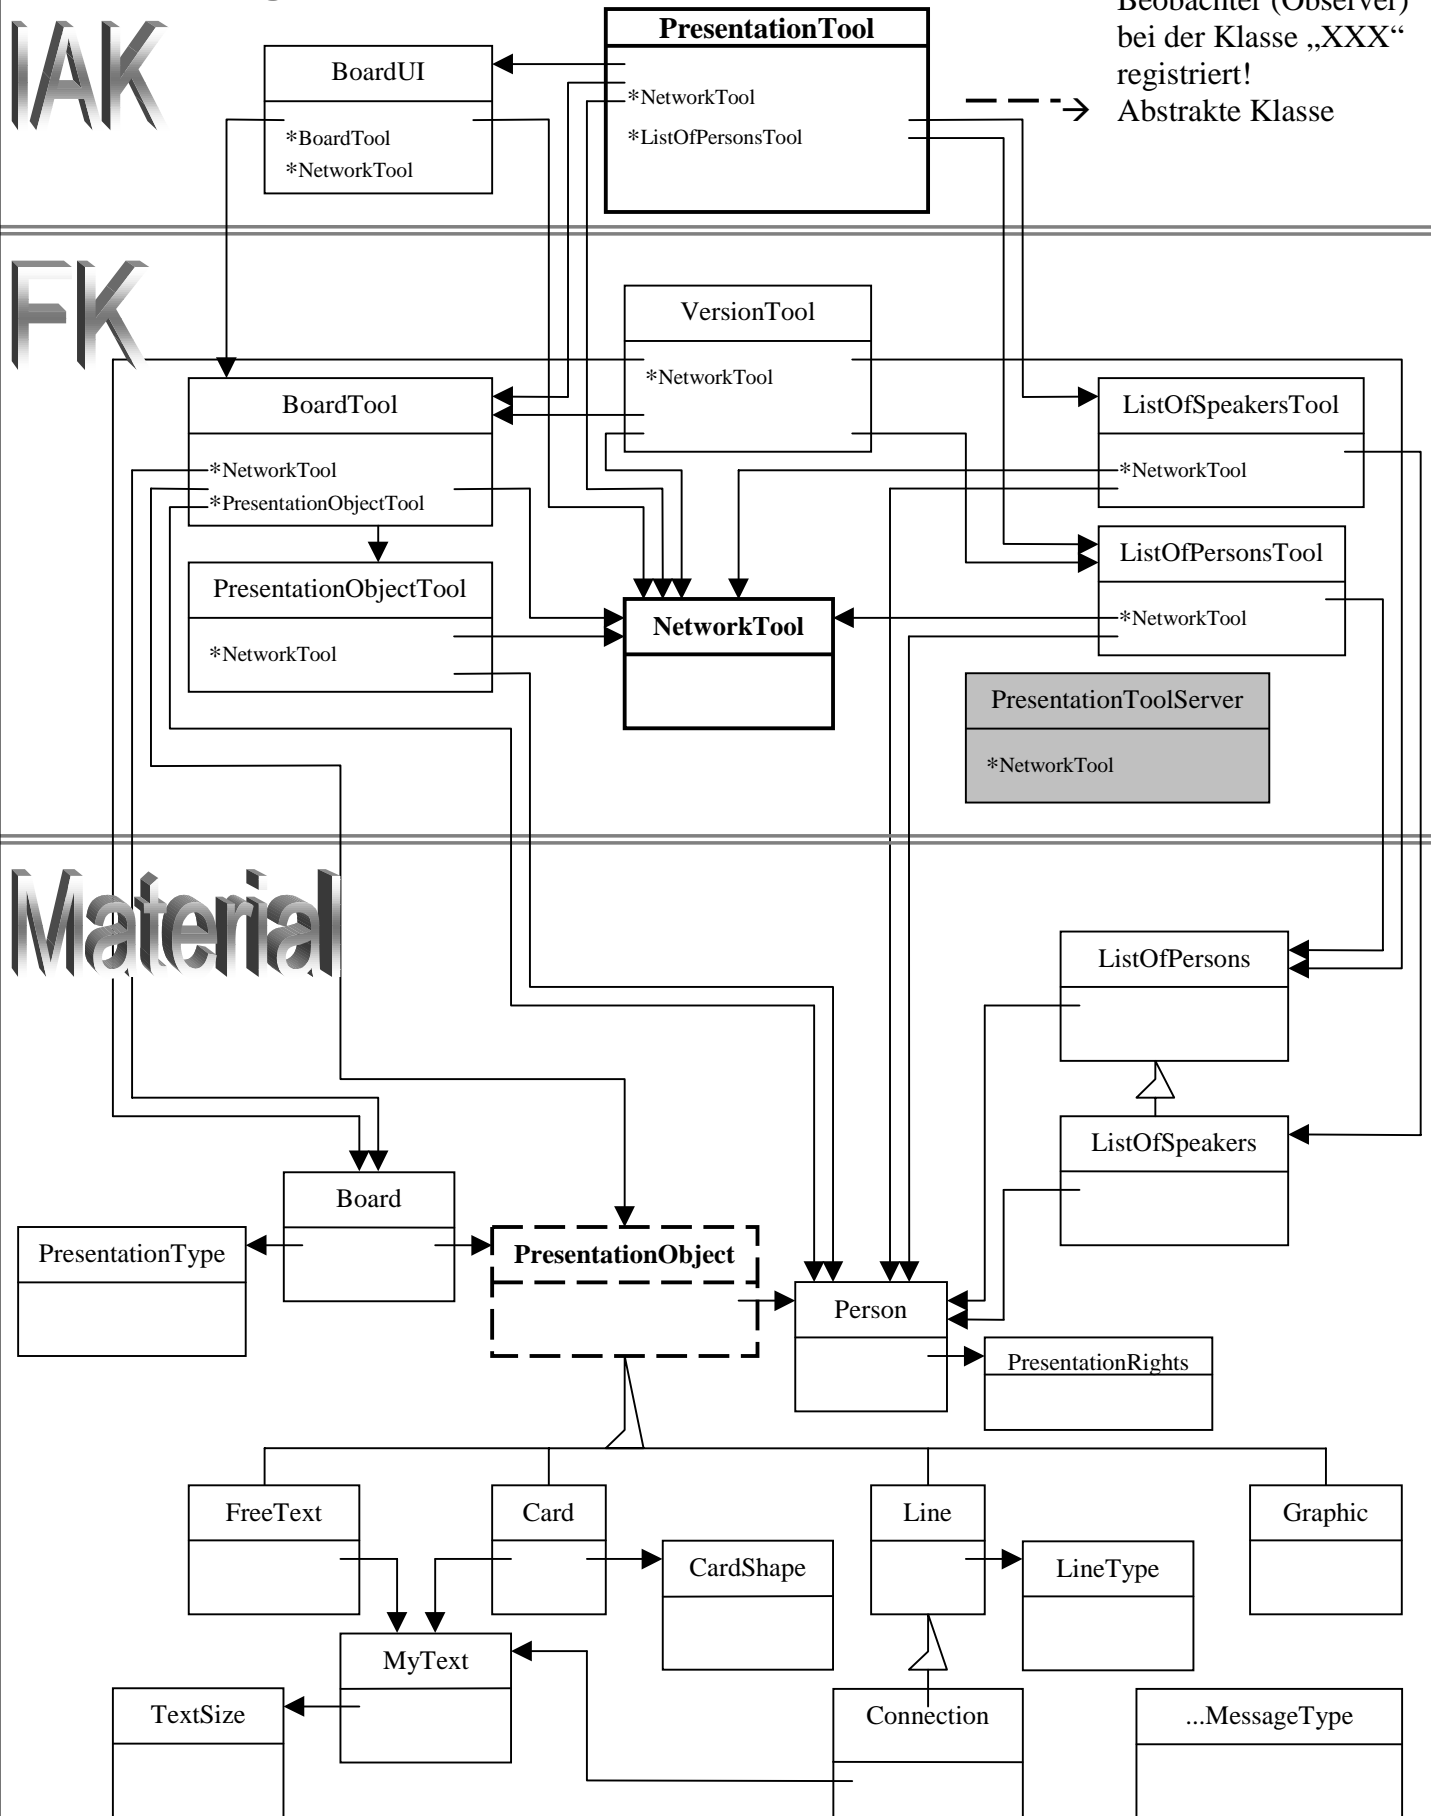 Beobachter (Observer)
bei der Klasse „XXX“
registriert!
Abstrakte Klasse
IAK
PresentationTool
*NetworkTool
*ListOfPersonsTool
BoardUI
*BoardTool
*NetworkTool
FK
VersionTool
*NetworkTool
BoardTool
*NetworkTool
*PresentationObjectTool
ListOfSpeakersTool
*NetworkTool
PresentationObjectTool
*NetworkTool
NetworkTool
ListOfPersonsTool
*NetworkTool
PresentationToolServer
*NetworkTool
Material
ListOfPersons
ListOfSpeakers
Board
PresentationType
PresentationObject
Person
PresentationRights
FreeText
Card
Line
Graphic
CardShape
LineType
MyText
TextSize
Connection
...MessageType